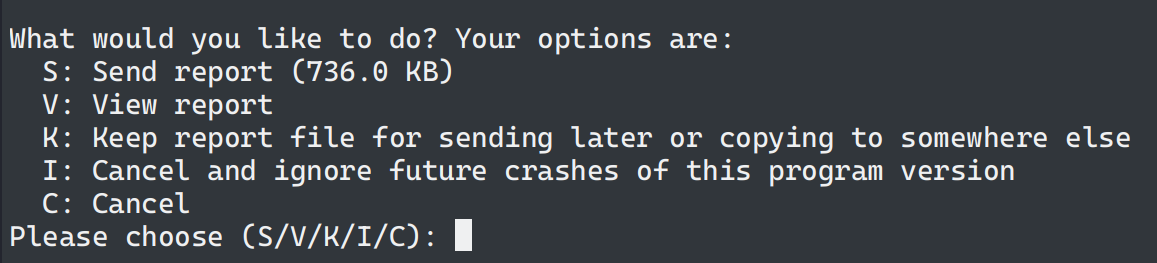 What would you like to do? Your options are:
  S: Send report (736.0 KB)
  V: View report
  K: Keep report file for sending later or copying to somewhere else
  I: Cancel and ignore future crashes of this program version
  C: Cancel
Please choose (S/V/K/I/C):